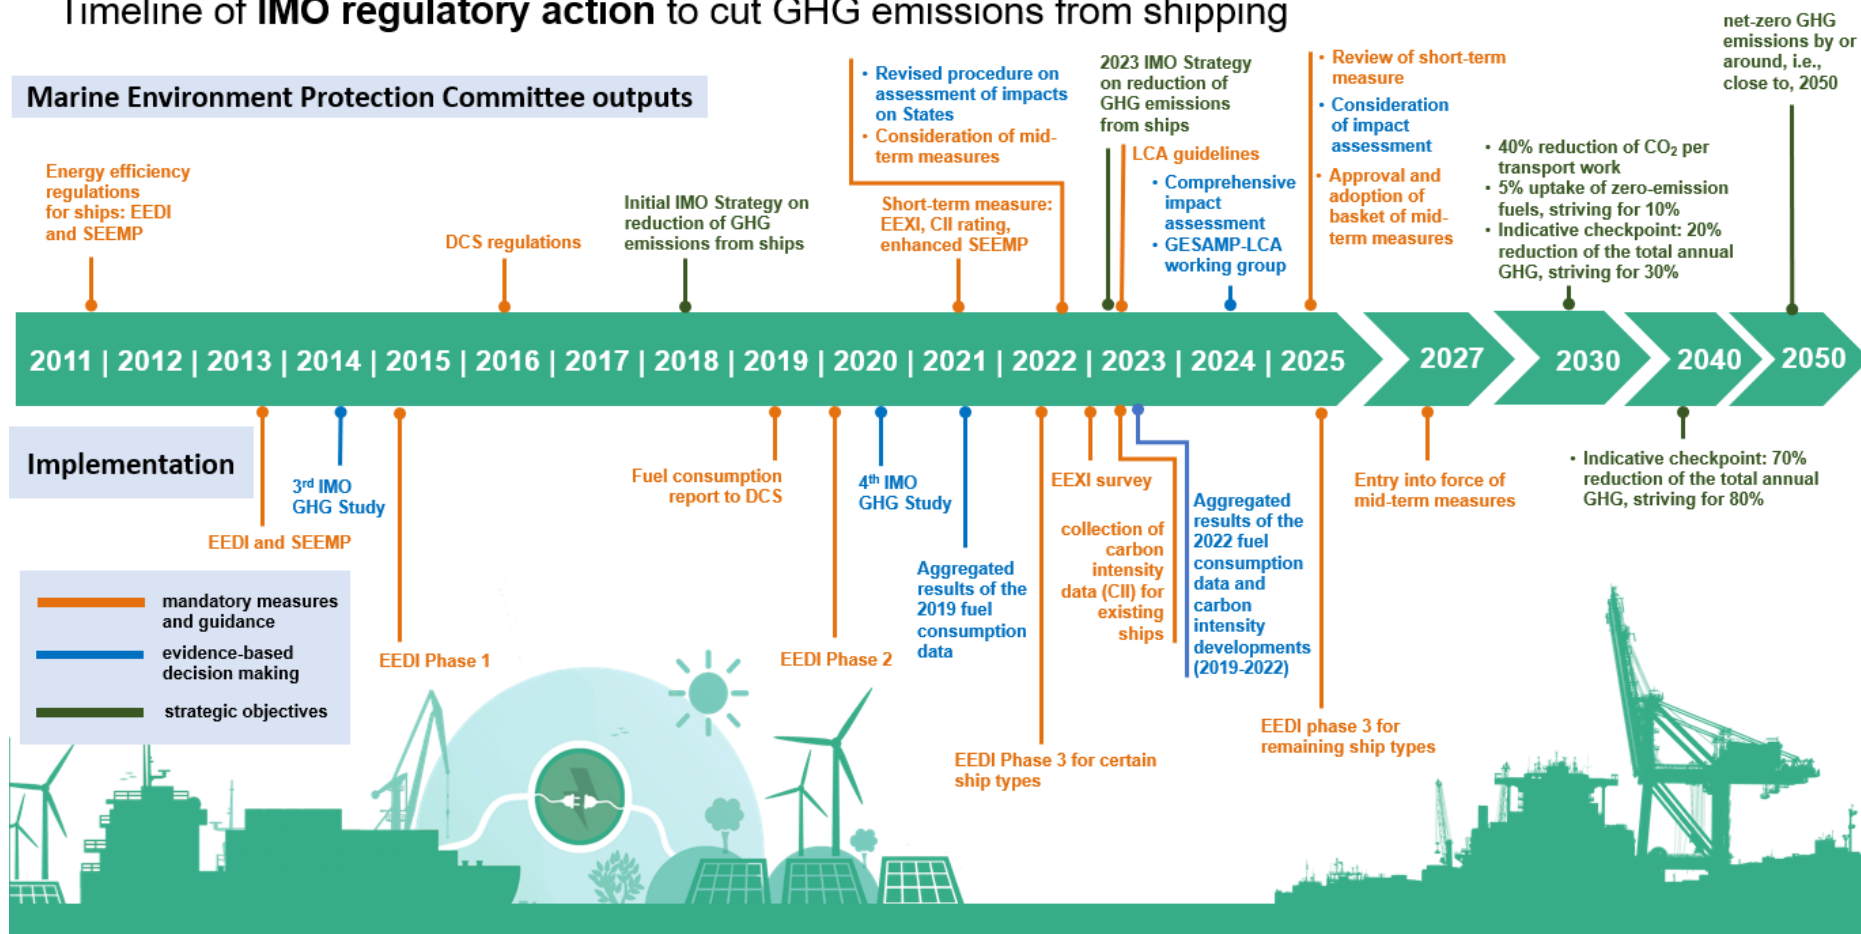 Timeline of IMO regulatory action to cut GHG emissions from shipping
Marine Environment Protection Committee outputs
Energy efficiency
regulations
for ships: EEDI
and SEEMP
DCS regulations
Initial IMO Strategy on
reduction of GHG
emissions from ships
• Revised procedure on
assessment of impacts
on States
• Consideration of mid-
term measures
Short-term measure:
EEXI, CII rating,
enhanced SEEMP
2023 IMO Strategy
on reduction of
GHG emissions
from ships
LCA guidelines
• Comprehensive
impact
assessment
• GESAMP-LCA
working group
• Review of short-term
measure
• Consideration
of impact
assessment
• Approval and
adoption of
basket of mid-
term measures
• 40% reduction of CO₂ per
transport work
• 5% uptake of zero-emission
fuels, striving for 10%
• Indicative checkpoint: 20%
reduction of the total annual
GHG, striving for 30%
net-zero GHG
emissions by or
around, i.e.,
close to, 2050
2011 | 2012 | 2013 | 2014 | 2015 | 2016 | 2017 | 2018 | 2019 | 2020 | 2021 | 2022 | 2023 | 2024 | 2025
2027
2030
2040
2050
Implementation
EEDI and SEEMP
3rd IMO
GHG Study
EEDI Phase 1
Fuel consumption
report to DCS
EEDI Phase 2
4th IMO
GHG Study
Aggregated
results of the
2019 fuel
consumption
data
EEDI Phase 3 for certain
ship types
EEXI survey
collection of
carbon
intensity
data (CII) for
existing
ships
Aggregated
results of the
2022 fuel
consumption
data and
carbon
intensity
developments
(2019-2022)
EEDI phase 3 for
remaining ship types
Entry into force of
mid-term measures
• Indicative checkpoint: 70%
reduction of the total annual
GHG, striving for 80%
mandatory measures
and guidance
evidence-based
decision making
strategic objectives